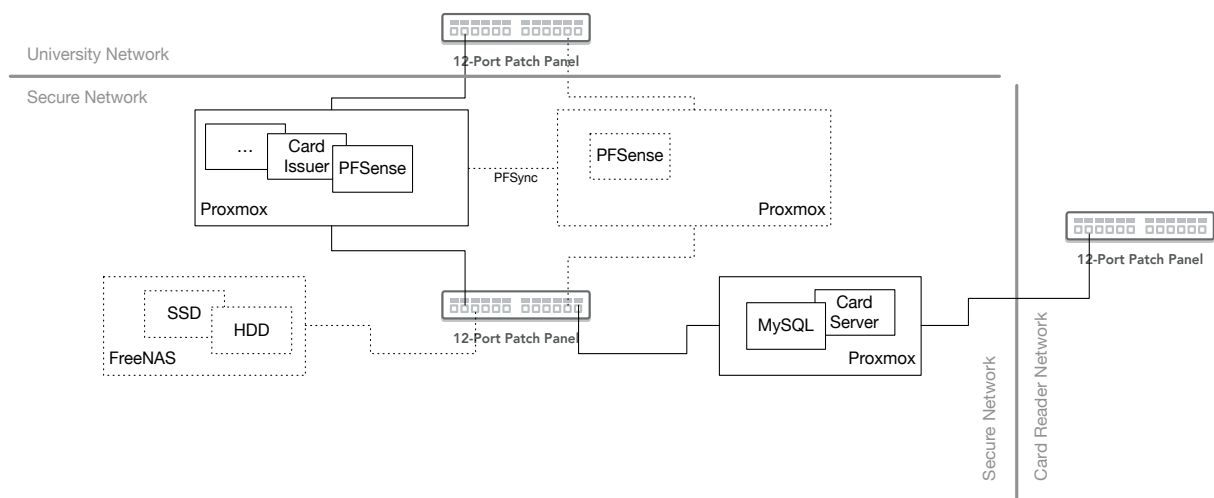 University Network
12-Port Patch Panel
Secure Network
...
Card
Issuer
PFSense
Proxmox
PFSync
PFSense
Proxmox
12-Port Patch Panel
SSD
HDD
FreeNAS
12-Port Patch Panel
MySQL
Card
Server
Proxmox
Secure Network
Card Reader Network